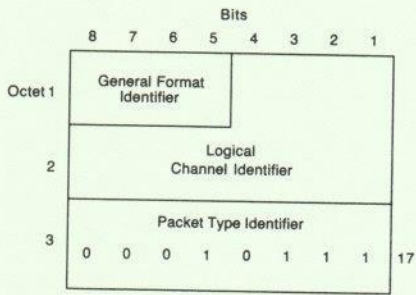 Bits
8 7 6 5 4 3 2 1
Octet 1
General Format
Identifier
2
Logical
Channel Identifier
3
Packet Type Identifier
0 0 0 1 0 1 1 1 17